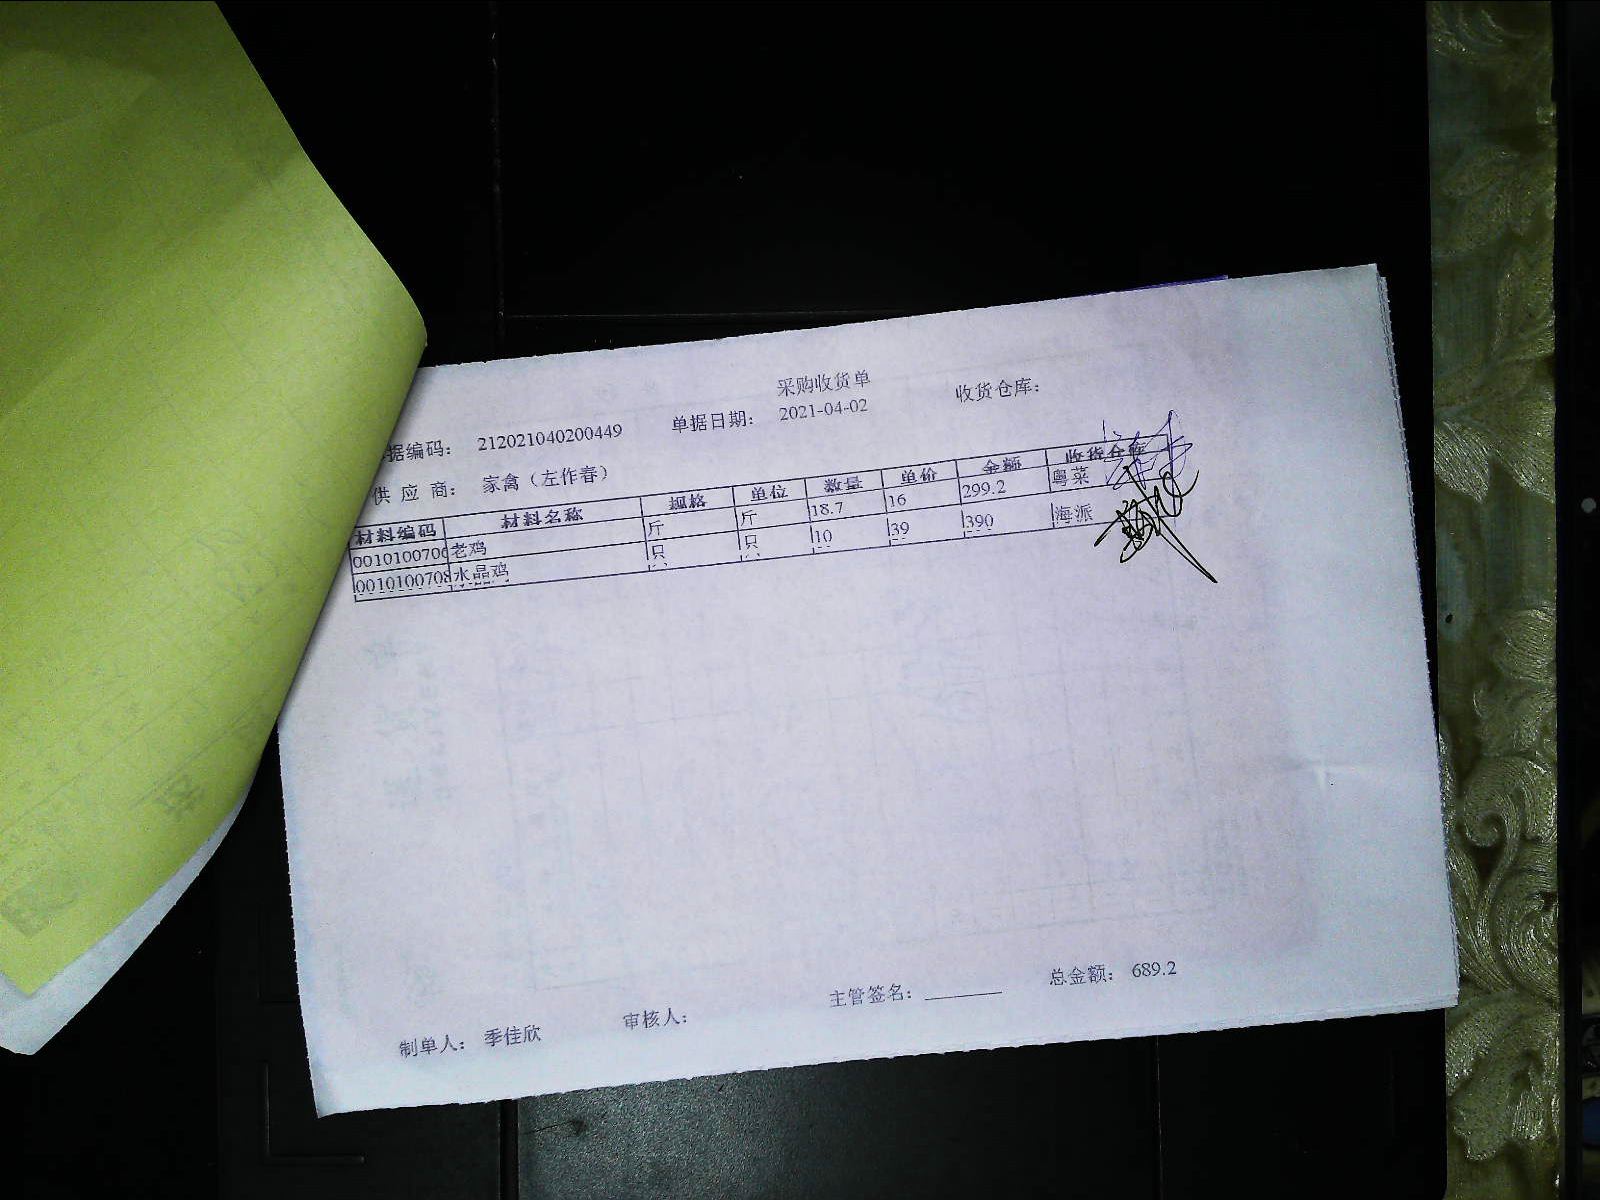 采购收货单
据编码： 212021040200449 单据日期： 2021-04-02 收货仓库：
供 应 商： 家禽（左作春）
材料编码 材料名称 规格 单位 数量 单价 金额 收货仓库
0010100706 老鸡 斤 斤 18.7 16 299.2 粤菜
0010100708 水晶鸡 只 只 10 39 390 海派
制单人： 季佳欣 审核人： 主管签名： 总金额： 689.2